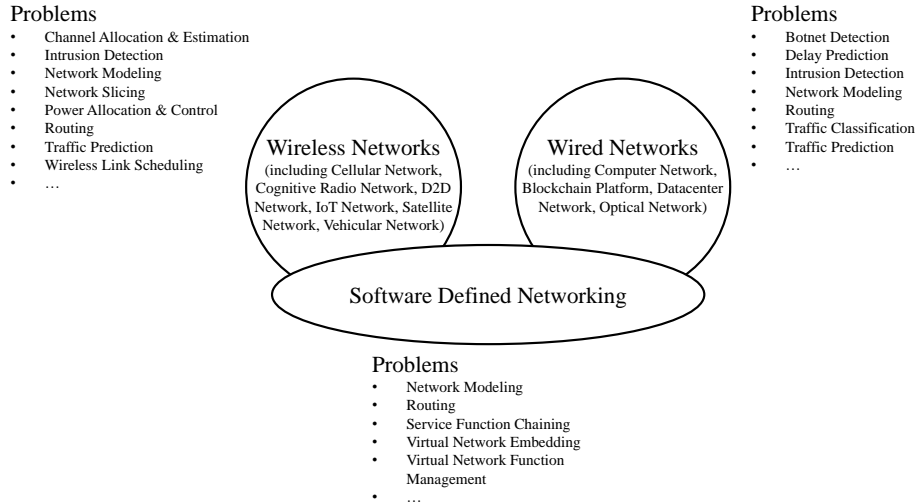 Problems
• Channel Allocation & Estimation
• Intrusion Detection
• Network Modeling
• Network Slicing
• Power Allocation & Control
• Routing
• Traffic Prediction
• Wireless Link Scheduling
• …
Problems
• Botnet Detection
• Delay Prediction
• Intrusion Detection
• Network Modeling
• Routing
• Traffic Classification
• Traffic Prediction
• …
Wireless Networks
(including Cellular Network,
Cognitive Radio Network, D2D
Network, IoT Network, Satellite
Network, Vehicular Network)
Wired Networks
(including Computer Network,
Blockchain Platform, Datacenter
Network, Optical Network)
Software Defined Networking
Problems
• Network Modeling
• Routing
• Service Function Chaining
• Virtual Network Embedding
• Virtual Network Function
Management
• …